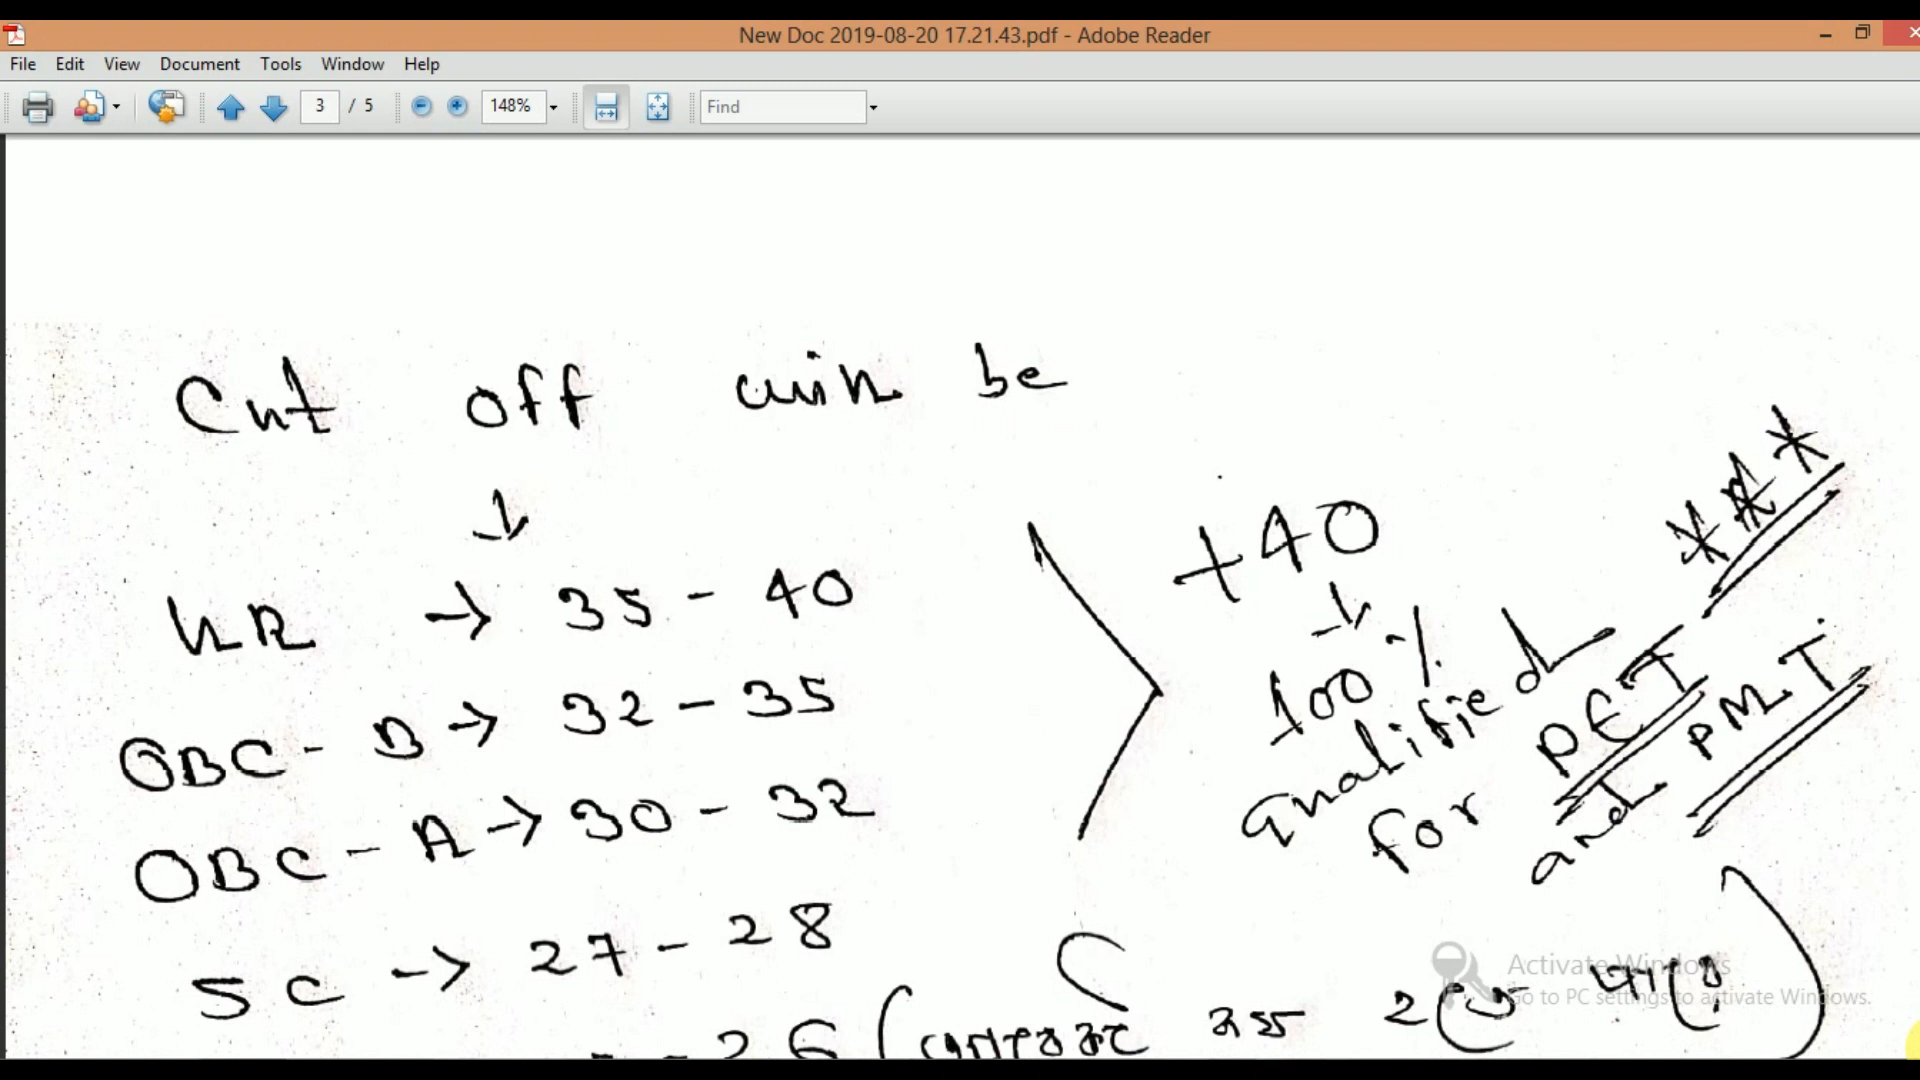 New Doc 2019-08-20 17.21.43.pdf - Adobe Reader
File Edit View Document Tools Window Help
3 / 5 148% Find
Cut off will be
UR → 35 - 40
OBC - B → 32 - 35
OBC - A → 30 - 32
SC → 27 - 28
26 (
+40
100 %
qualified
for PET
and PMT
***
Activate Windows
Go to PC settings to activate Windows.